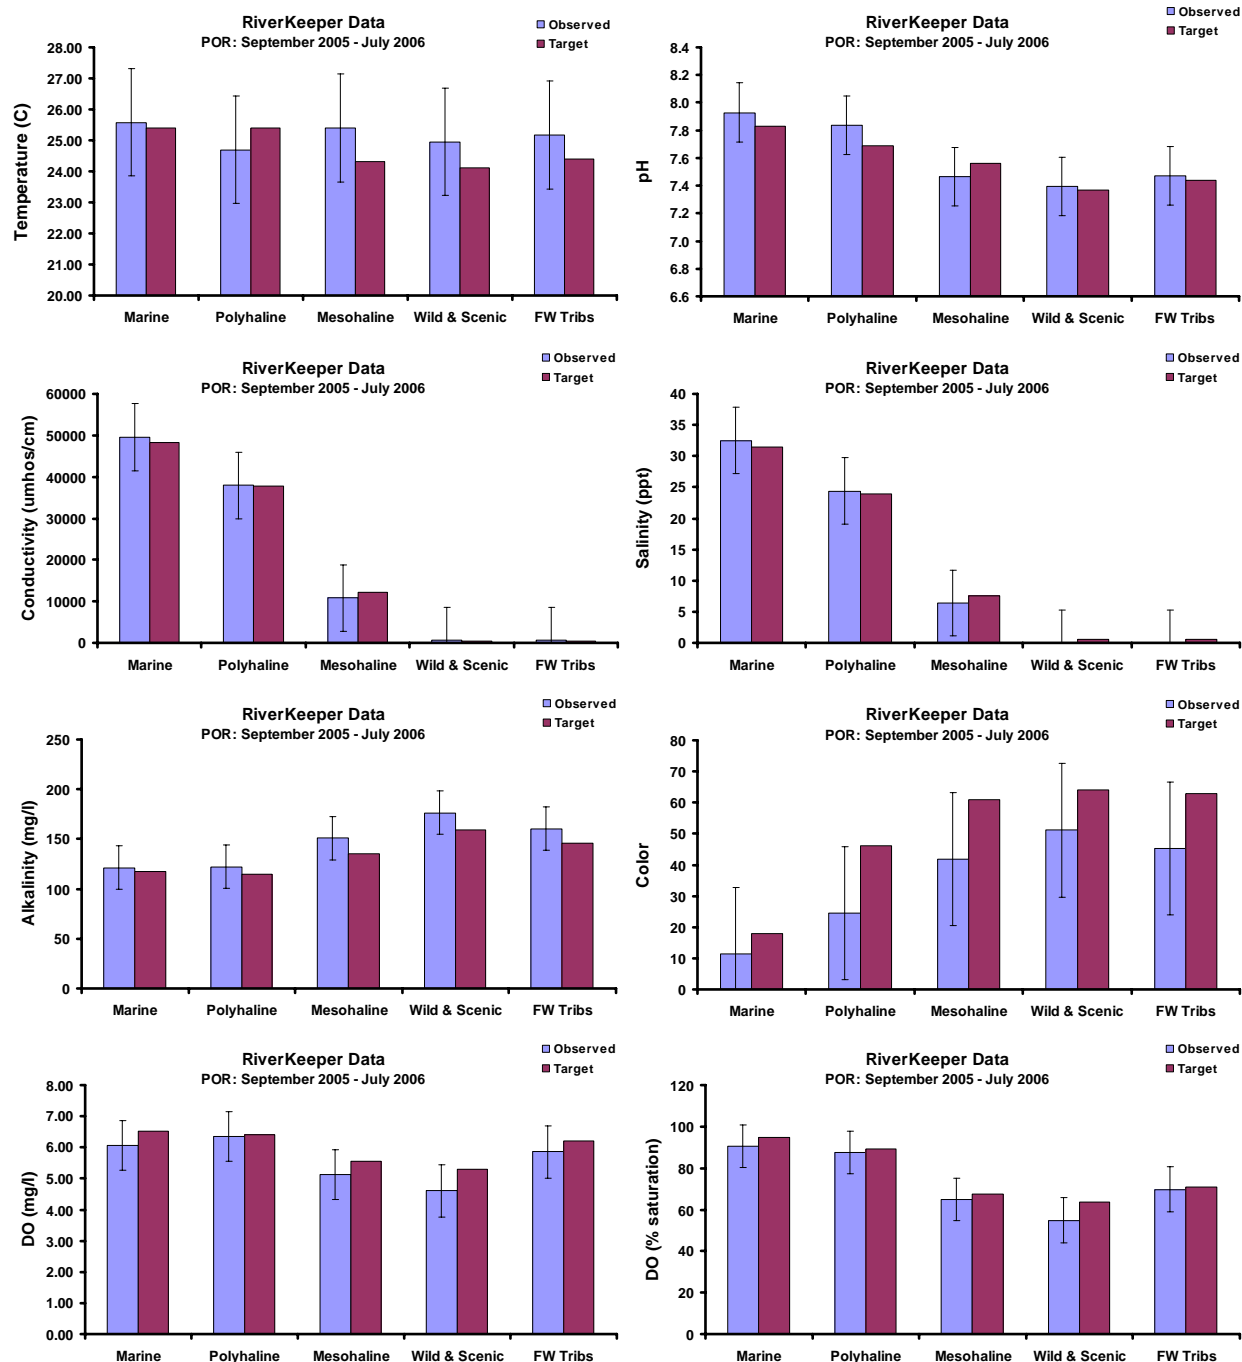 RiverKeeper Data
POR: September 2005 - July 2006
Observed
Target
Temperature (C)
28.00
27.00
26.00
25.00
24.00
23.00
22.00
21.00
20.00
Marine Polyhaline Mesohaline Wild & Scenic FW Tribs
RiverKeeper Data
POR: September 2005 - July 2006
Observed
Target
pH
8.4
8.2
8.0
7.8
7.6
7.4
7.2
7.0
6.8
6.6
Marine Polyhaline Mesohaline Wild & Scenic FW Tribs
RiverKeeper Data
POR: September 2005 - July 2006
Observed
Target
Conductivity (umhos/cm)
60000
50000
40000
30000
20000
10000
0
Marine Polyhaline Mesohaline Wild & Scenic FW Tribs
RiverKeeper Data
POR: September 2005 - July 2006
Observed
Target
Salinity (ppt)
40
35
30
25
20
15
10
5
0
Marine Polyhaline Mesohaline Wild & Scenic FW Tribs
RiverKeeper Data
POR: September 2005 - July 2006
Observed
Target
Alkalinity (mg/l)
250
200
150
100
50
0
Marine Polyhaline Mesohaline Wild & Scenic FW Tribs
RiverKeeper Data
POR: September 2005 - July 2006
Observed
Target
Color
80
70
60
50
40
30
20
10
0
Marine Polyhaline Mesohaline Wild & Scenic FW Tribs
RiverKeeper Data
POR: September 2005 - July 2006
Observed
Target
DO (mg/l)
8.00
7.00
6.00
5.00
4.00
3.00
2.00
1.00
0.00
Marine Polyhaline Mesohaline Wild & Scenic FW Tribs
RiverKeeper Data
POR: September 2005 - July 2006
Observed
Target
DO (% saturation)
120
100
80
60
40
20
0
Marine Polyhaline Mesohaline Wild & Scenic FW Tribs